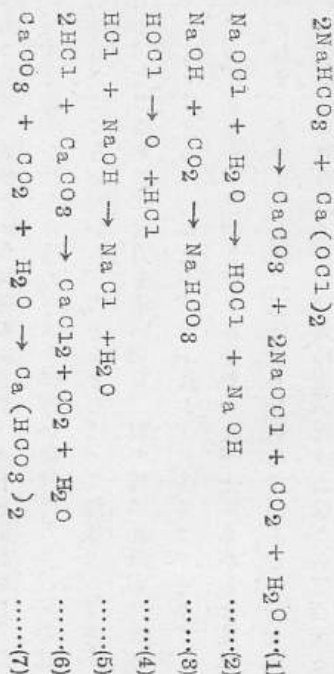 2NaHCO3 + Ca(OCl)2
→ CaCO3 + 2NaOCl + CO2 + H2O ...(1)
NaOCl + H2O → HOCl + NaOH ......(2)
NaOH + CO2 → NaHCO3 ......(3)
HOCl → O +HCl ......(4)
HCl + NaOH → NaCl +H2O ......(5)
2HCl + CaCO3 → CaCl2+ CO2 + H2O ......(6)
CaCO3 + CO2 + H2O → Ca(HCO3)2 ......(7)